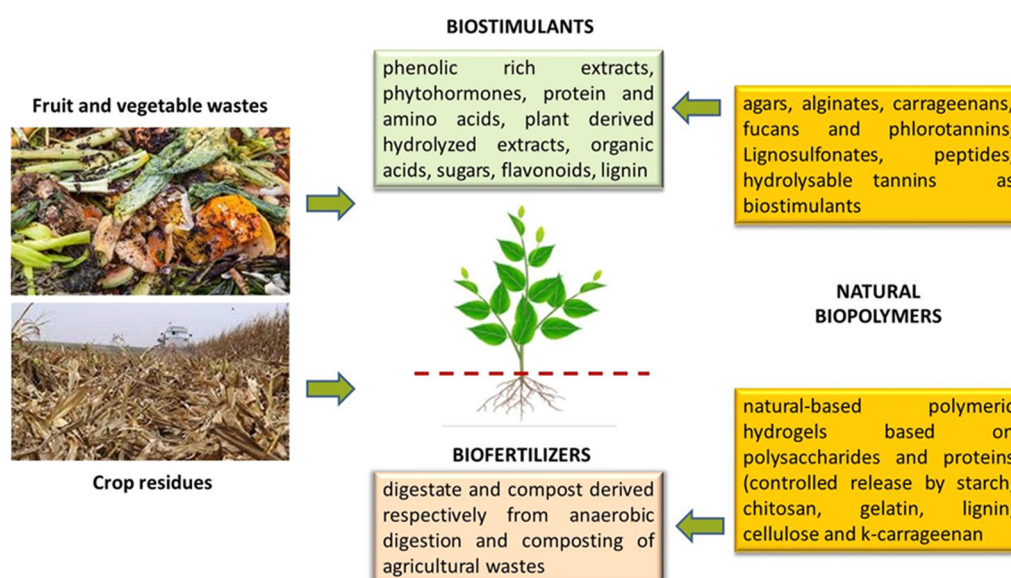 BIOSTIMULANTS
phenolic rich extracts,
phytohormones, protein and
amino acids, plant derived
hydrolyzed extracts, organic
acids, sugars, flavonoids, lignin
Fruit and vegetable wastes
agars, alginates, carrageenans,
fucans and phlorotannins,
Lignosulfonates, peptides,
hydrolysable tannins as
biostimulants
NATURAL
BIOPOLYMERS
Crop residues
BIOFERTILIZERS
digestate and compost derived
respectively from anaerobic
digestion and composting of
agricultural wastes
natural-based polymeric
hydrogels based on
polysaccharides and proteins
(controlled release by starch,
chitosan, gelatin, lignin,
cellulose and k-carrageenan